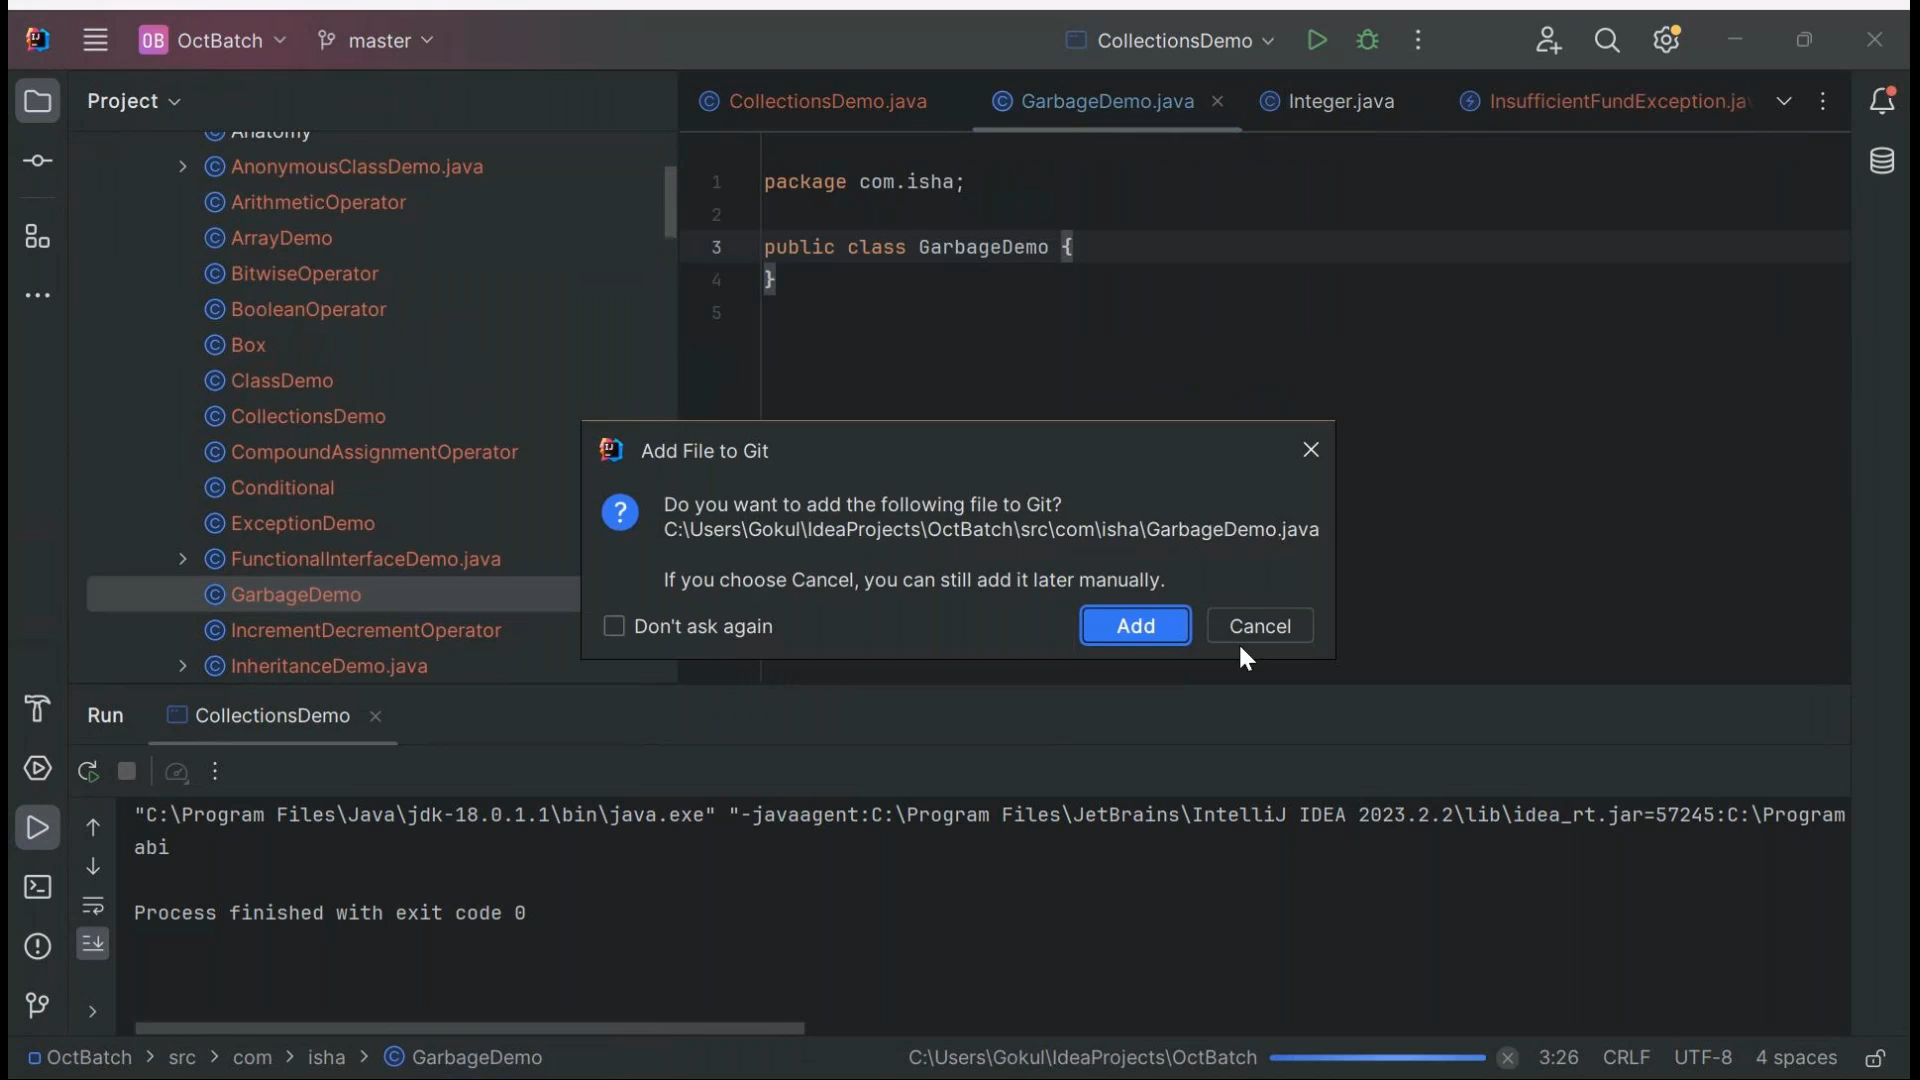 OB OctBatch master CollectionsDemo
Project
CollectionsDemo.java GarbageDemo.java Integer.java InsufficientFundException.ja
Anatomy
AnonymousClassDemo.java
ArithmeticOperator
ArrayDemo
BitwiseOperator
BooleanOperator
Box
ClassDemo
CollectionsDemo
CompoundAssignmentOperator
Conditional
ExceptionDemo
FunctionalInterfaceDemo.java
GarbageDemo
IncrementDecrementOperator
InheritanceDemo.java
1 package com.isha;
2
3 public class GarbageDemo {
4 }
5
Add File to Git
Do you want to add the following file to Git?
C:\Users\Gokul\IdeaProjects\OctBatch\src\com\isha\GarbageDemo.java
If you choose Cancel, you can still add it later manually.
Don't ask again Add Cancel
Run CollectionsDemo
"C:\Program Files\Java\jdk-18.0.1.1\bin\java.exe" "-javaagent:C:\Program Files\JetBrains\IntelliJ IDEA 2023.2.2\lib\idea_rt.jar=57245:C:\Program
abi
Process finished with exit code 0
OctBatch > src > com > isha > GarbageDemo C:\Users\Gokul\IdeaProjects\OctBatch 3:26 CRLF UTF-8 4 spaces